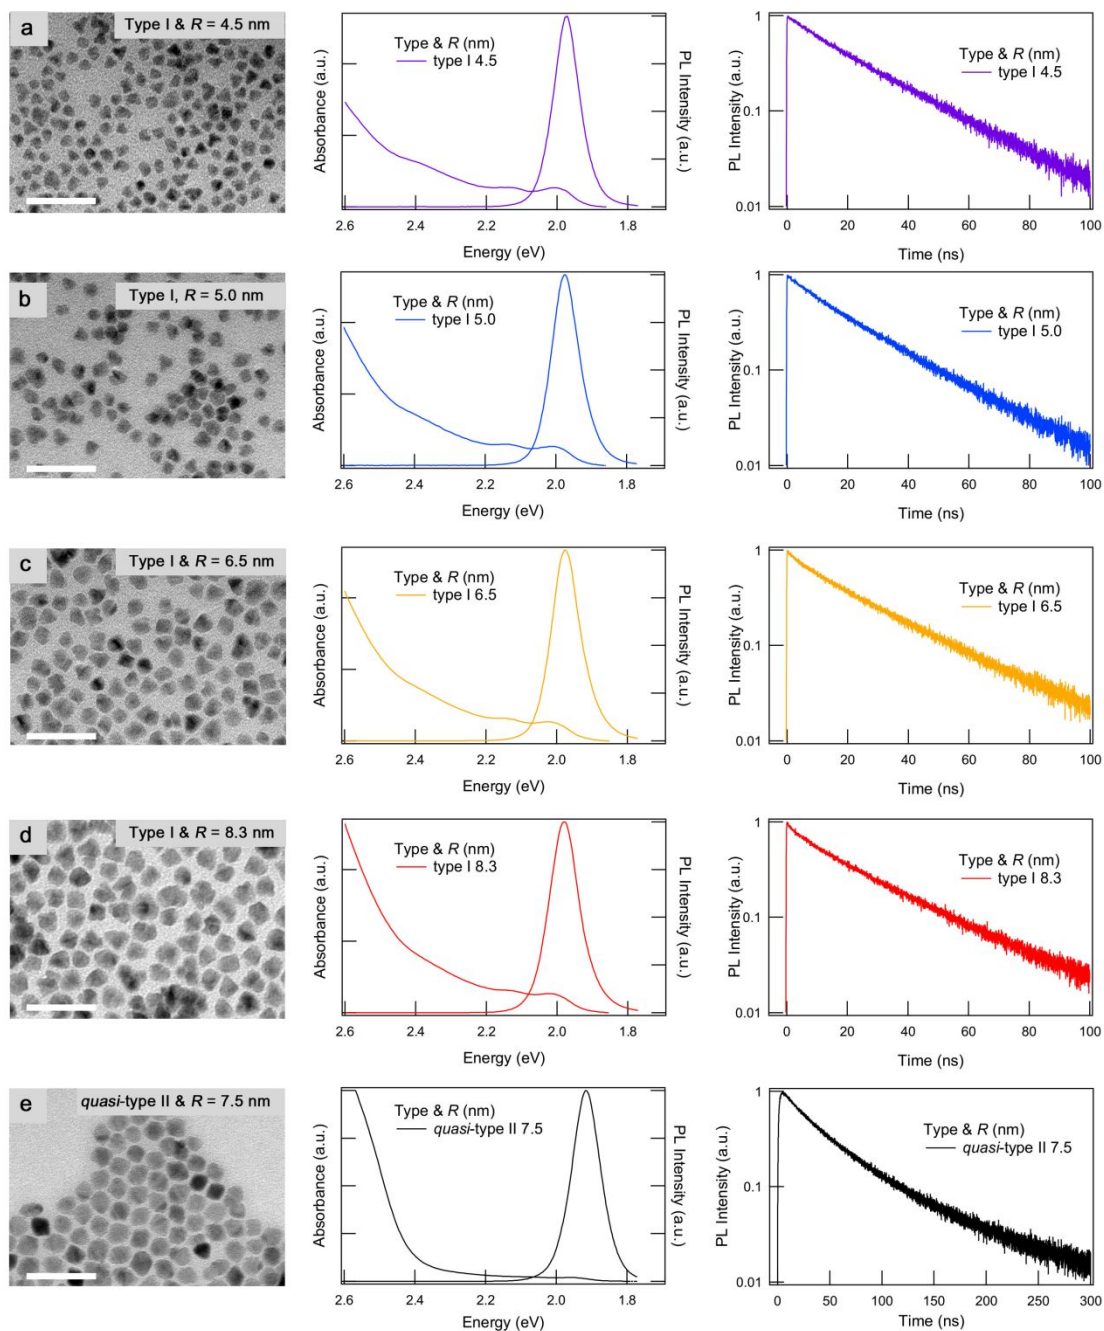 a
Type I & R = 4.5 nm
Absorbance (a.u.)
Type & R (nm)
type I 4.5
PL Intensity (a.u.)
2.6 2.4 2.2 2.0 1.8
Energy (eV)
PL Intensity (a.u.)
1
0.1
0.01
Type & R (nm)
type I 4.5
0 20 40 60 80 100
Time (ns)
b
Type I, R = 5.0 nm
Absorbance (a.u.)
Type & R (nm)
type I 5.0
PL Intensity (a.u.)
2.6 2.4 2.2 2.0 1.8
Energy (eV)
PL Intensity (a.u.)
1
0.1
0.01
Type & R (nm)
type I 5.0
0 20 40 60 80 100
Time (ns)
c
Type I & R = 6.5 nm
Absorbance (a.u.)
Type & R (nm)
type I 6.5
PL Intensity (a.u.)
2.6 2.4 2.2 2.0 1.8
Energy (eV)
PL Intensity (a.u.)
1
0.1
0.01
Type & R (nm)
type I 6.5
0 20 40 60 80 100
Time (ns)
d
Type I & R = 8.3 nm
Absorbance (a.u.)
Type & R (nm)
type I 8.3
PL Intensity (a.u.)
2.6 2.4 2.2 2.0 1.8
Energy (eV)
PL Intensity (a.u.)
1
0.1
0.01
Type & R (nm)
type I 8.3
0 20 40 60 80 100
Time (ns)
e
quasi-type II & R = 7.5 nm
Absorbance (a.u.)
Type & R (nm)
quasi-type II 7.5
PL Intensity (a.u.)
2.6 2.4 2.2 2.0 1.8
Energy (eV)
PL Intensity (a.u.)
1
0.1
0.01
Type & R (nm)
quasi-type II 7.5
0 50 100 150 200 250 300
Time (ns)